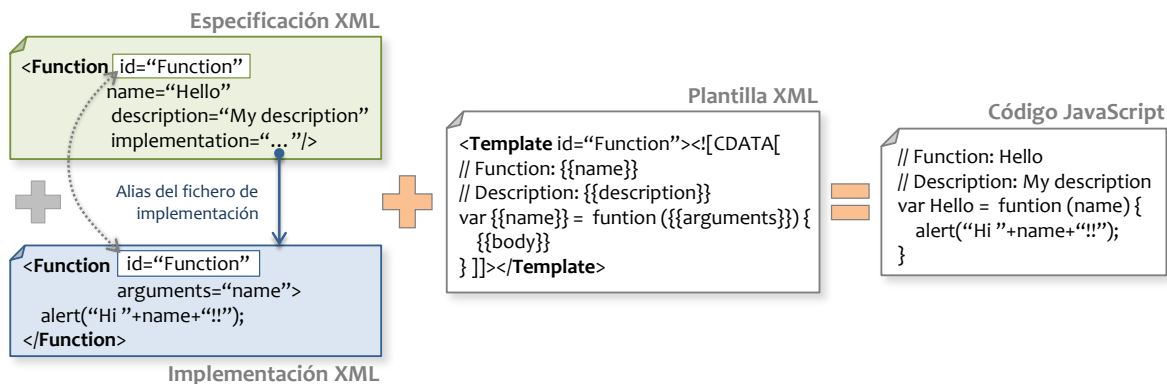 Especificación XML
<Function id=“Function”
name=“Hello”
description=“My description”
implementation=“... ”/>
Alias del fichero de
implementación
<Function id=“Function”
arguments=“name”>
alert(“Hi ”+name+“!!”);
</Function>
Implementación XML
Plantilla XML
<Template id=“Function”><![CDATA[
// Function: {{name}}
// Description: {{description}}
var {{name}} = funtion ({{arguments}}) {
{{body}}
} ]]></Template>
Código JavaScript
// Function: Hello
// Description: My description
var Hello = funtion (name) {
alert(“Hi ”+name+“!!”);
}